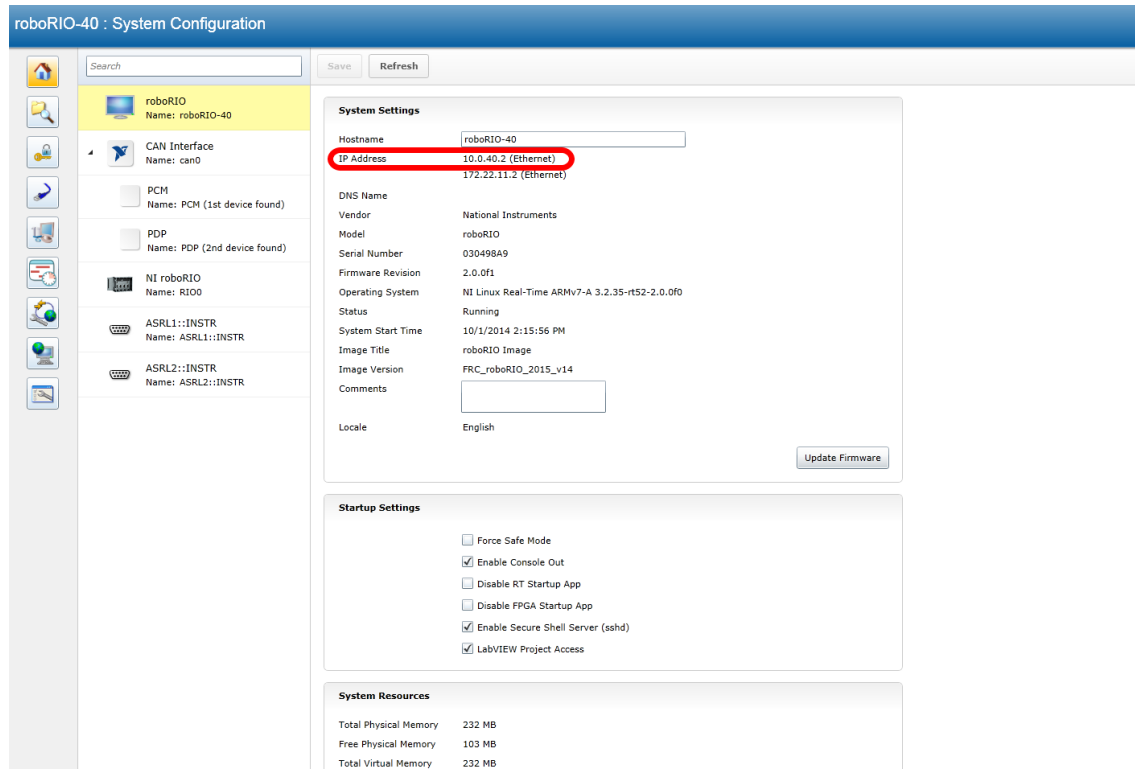 roboRIO-40 : System Configuration
Search
Save Refresh
roboRIO
Name: roboRIO-40
CAN Interface
Name: can0
PCM
Name: PCM (1st device found)
PDP
Name: PDP (2nd device found)
NI roboRIO
Name: RIO0
ASRL1::INSTR
Name: ASRL1::INSTR
ASRL2::INSTR
Name: ASRL2::INSTR
System Settings
Hostname roboRIO-40
IP Address 10.0.40.2 (Ethernet)
172.22.11.2 (Ethernet)
DNS Name
Vendor National Instruments
Model roboRIO
Serial Number 030498A9
Firmware Revision 2.0.0f1
Operating System NI Linux Real-Time ARMv7-A 3.2.35-rt52-2.0.0f0
Status Running
System Start Time 10/1/2014 2:15:56 PM
Image Title roboRIO Image
Image Version FRC_roboRIO_2015_v14
Comments
Locale English
Update Firmware
Startup Settings
Force Safe Mode
Enable Console Out
Disable RT Startup App
Disable FPGA Startup App
Enable Secure Shell Server (sshd)
LabVIEW Project Access
System Resources
Total Physical Memory 232 MB
Free Physical Memory 103 MB
Total Virtual Memory 232 MB